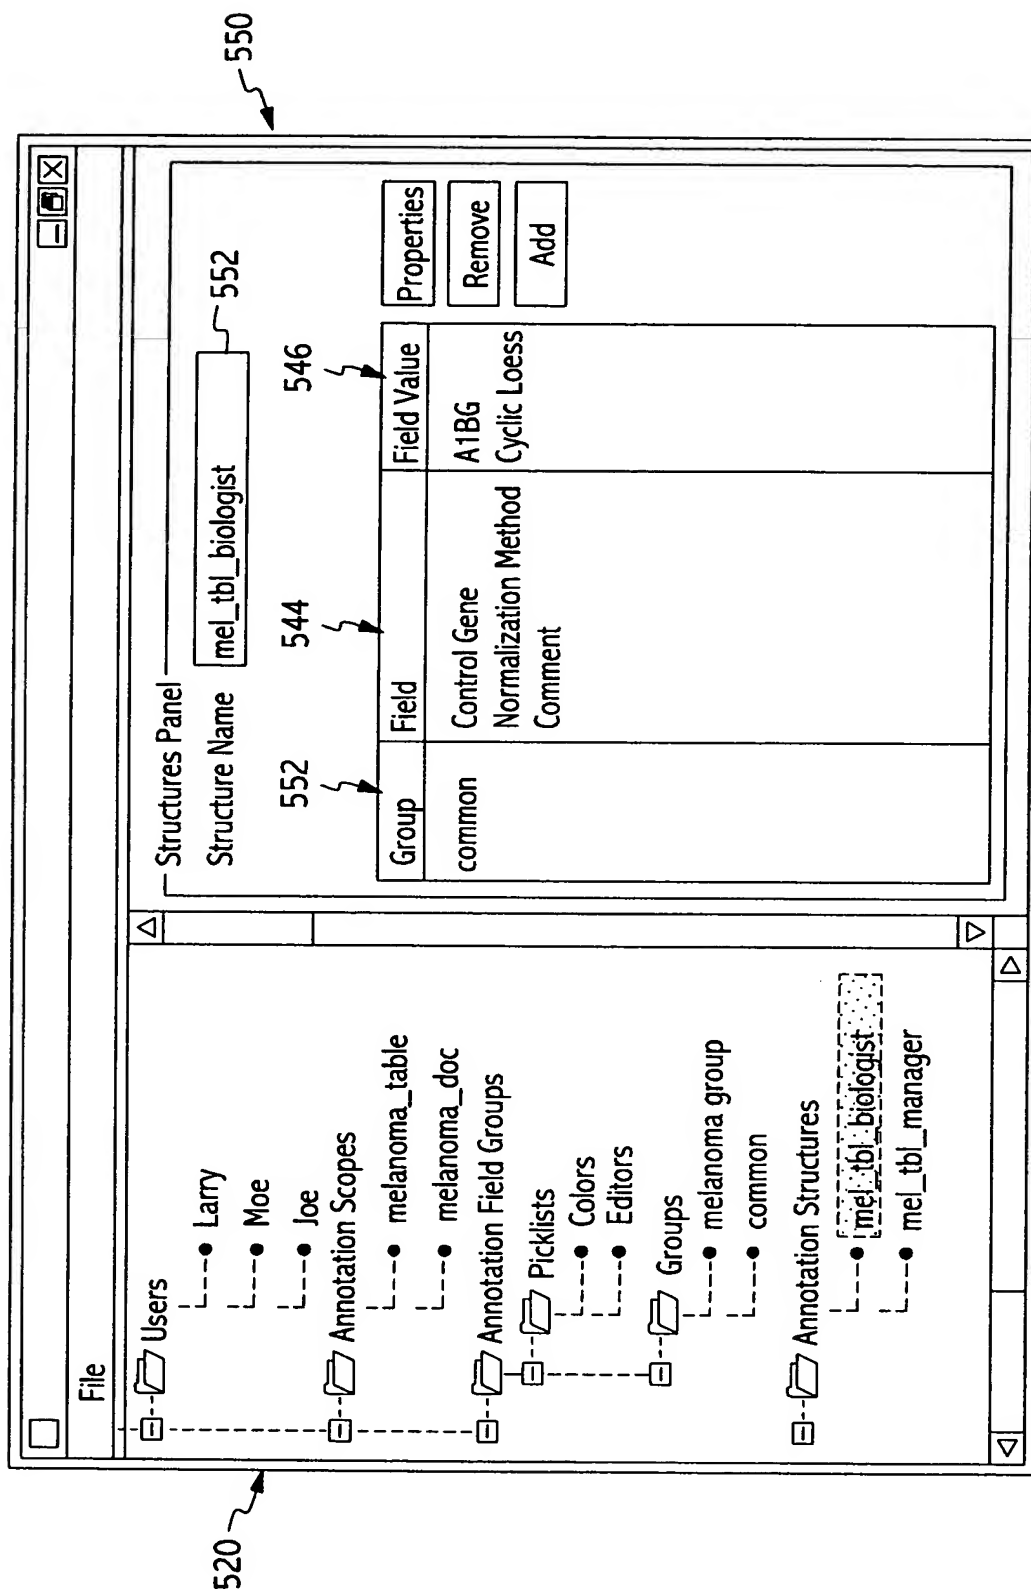 550
520
File
Users
Larry
Moe
Joe
Annotation Scopes
melanoma_table
melanoma_doc
Annotation Field Groups
Picklists
Colors
Editors
Groups
melanoma group
common
Annotation Structures
mel_tbl_biologist
mel_tbl_manager
Structures Panel
Structure Name mel_tbl_biologist 552
552 544 546
Group Field Field Value
common Control Gene A1BG
Normalization Method Cyclic Loess
Comment
Properties
Remove
Add